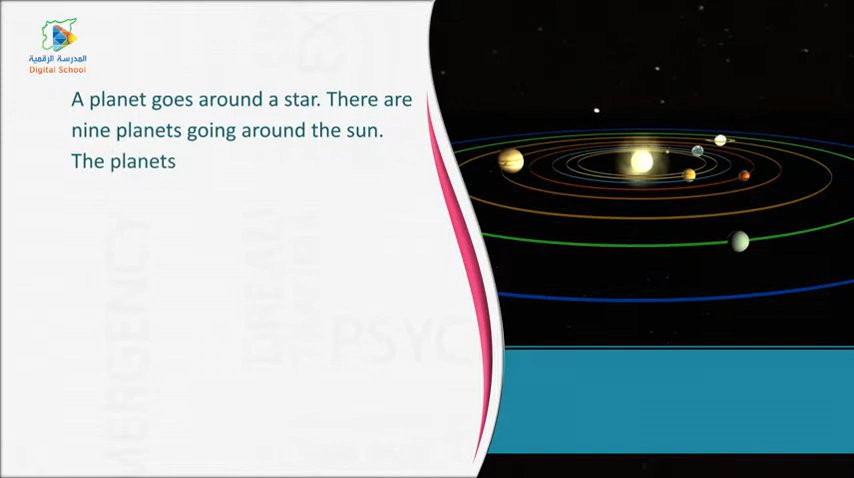 المدرسة الرقمية
Digital School
A planet goes around a star. There are
nine planets going around the sun.
The planets